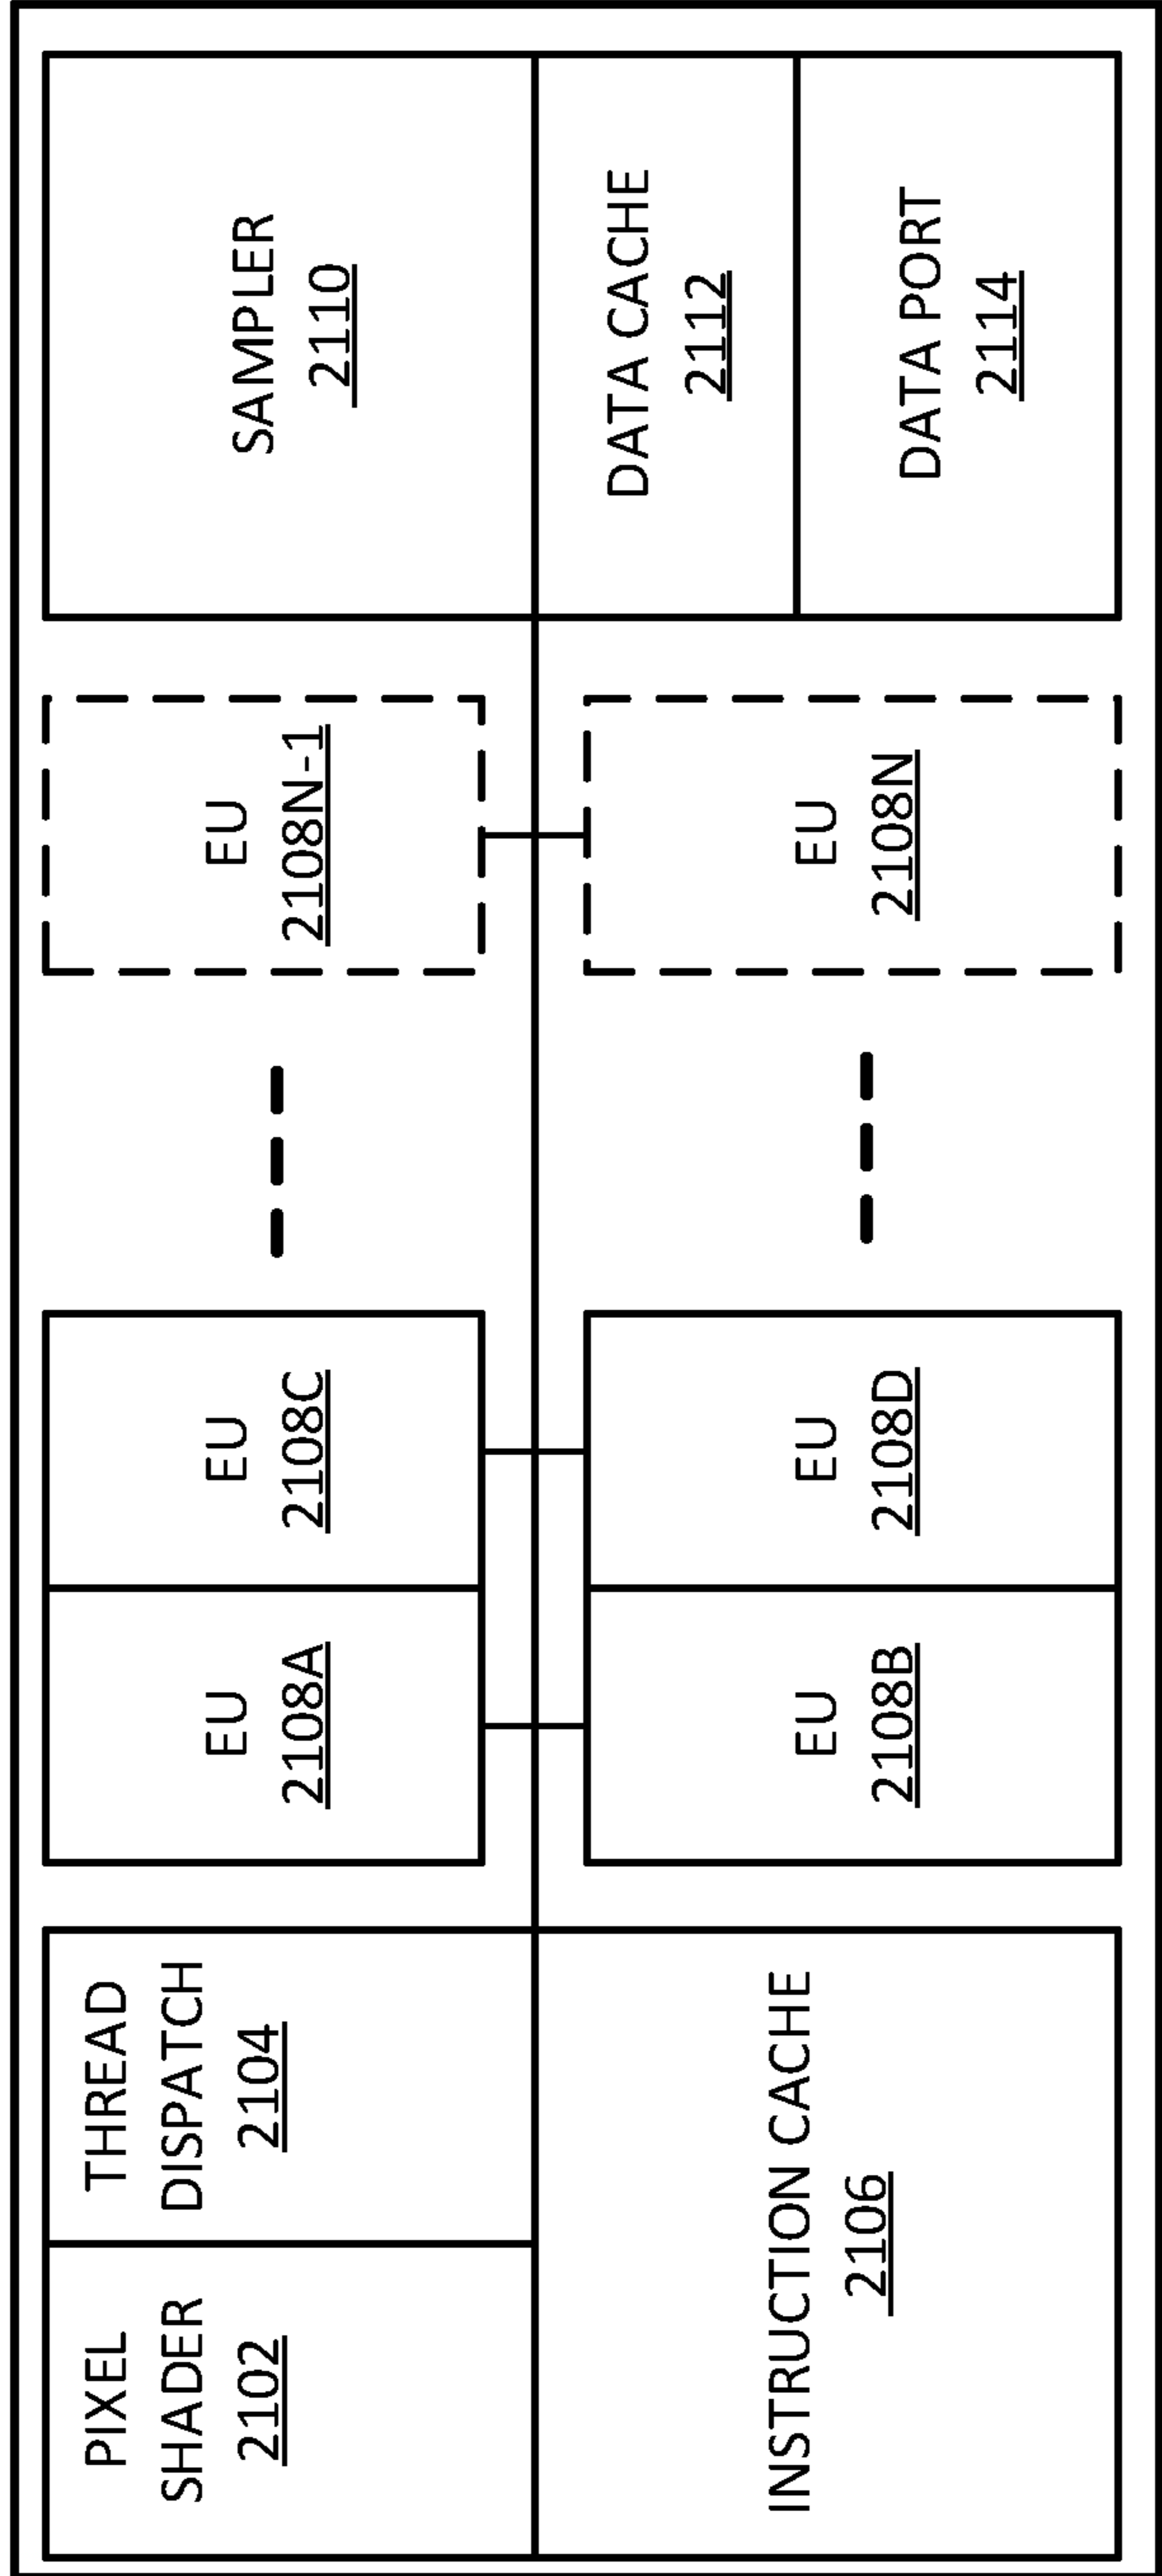 PIXEL
SHADER
2102
THREAD
DISPATCH
2104
INSTRUCTION CACHE
2106
EU
2108A
EU
2108C
EU
2108B
EU
2108D
EU
2108N-1
EU
2108N
SAMPLER
2110
DATA CACHE
2112
DATA PORT
2114